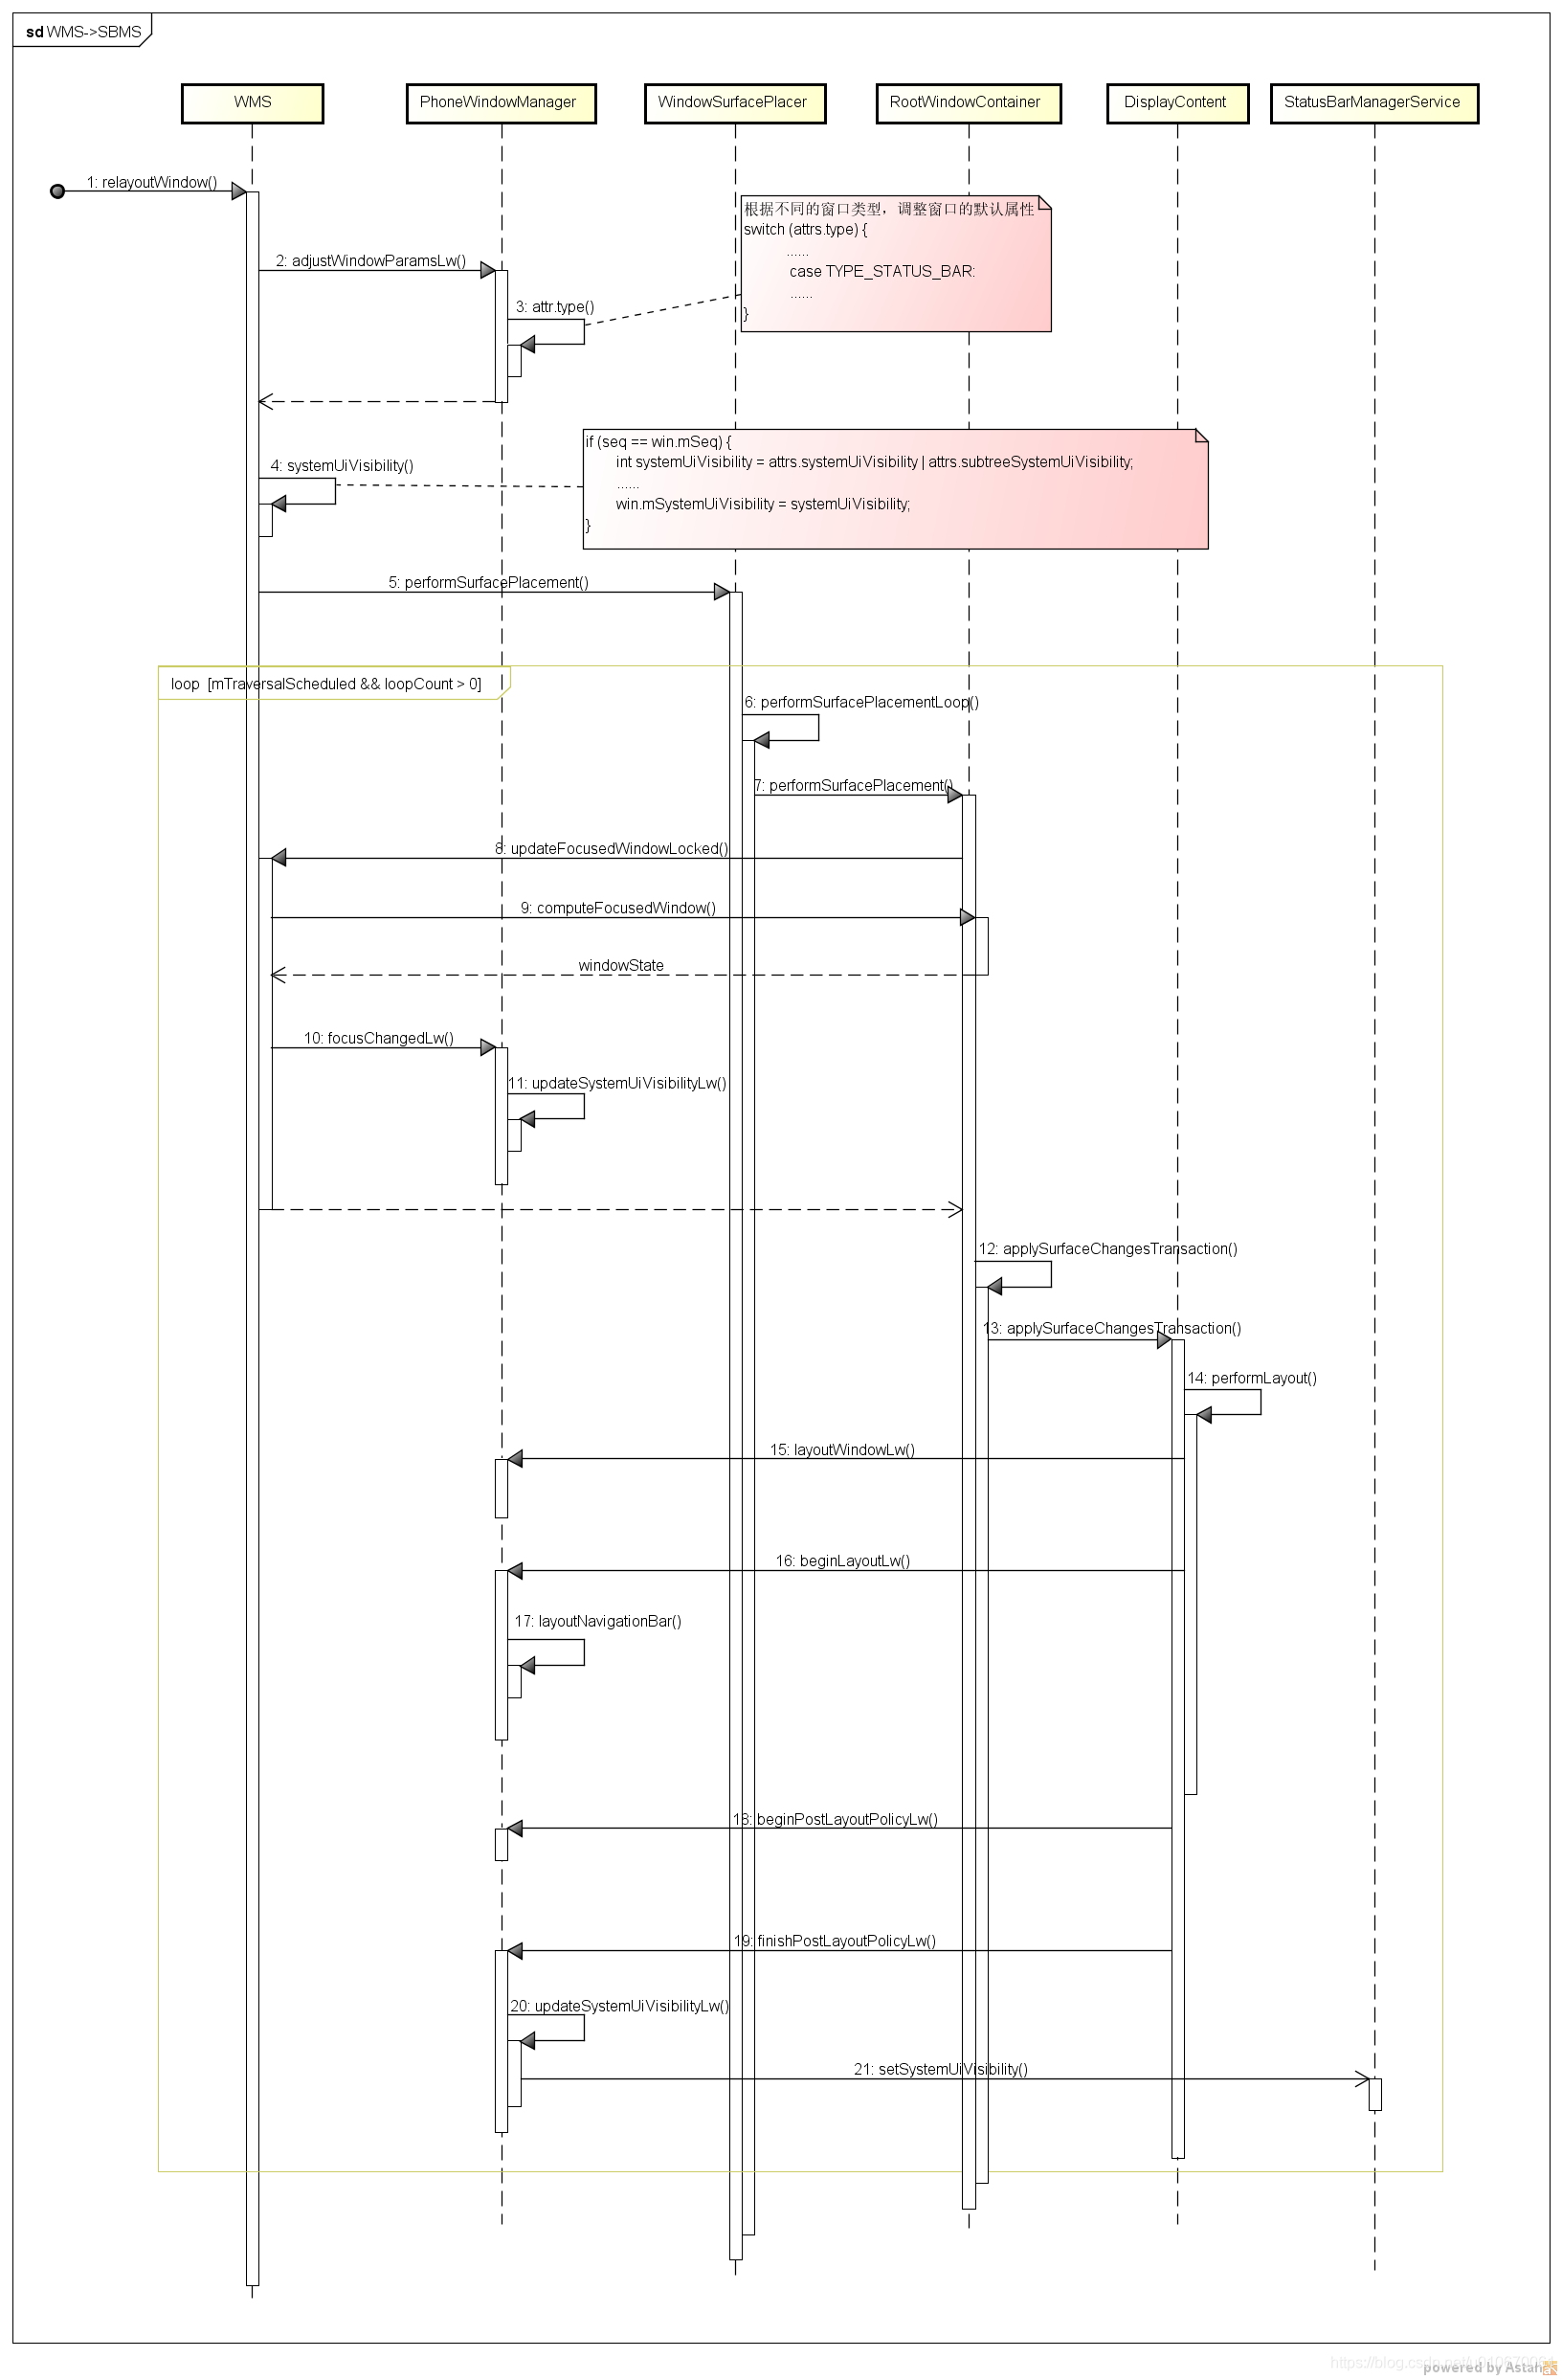 sd WMS->SBMS
WMS
PhoneWindowManager
WindowSurfacePlacer
RootWindowContainer
DisplayContent
StatusBarManagerService
1: relayoutWindow()
根据不同的窗口类型，调整窗口的默认属性
switch (attrs.type) {
......
case TYPE_STATUS_BAR:
......
}
2: adjustWindowParamsLw()
3: attr.type()
if (seq == win.mSeq) {
int systemUiVisibility = attrs.systemUiVisibility | attrs.subtreeSystemUiVisibility;
......
win.mSystemUiVisibility = systemUiVisibility;
}
4: systemUiVisibility()
5: performSurfacePlacement()
loop [mTraversalScheduled && loopCount > 0]
6: performSurfacePlacementLoop()
7: performSurfacePlacement()
8: updateFocusedWindowLocked()
9: computeFocusedWindow()
windowState
10: focusChangedLw()
11: updateSystemUiVisibilityLw()
12: applySurfaceChangesTransaction()
13: applySurfaceChangesTransaction()
14: performLayout()
15: layoutWindowLw()
16: beginLayoutLw()
17: layoutNavigationBar()
18: beginPostLayoutPolicyLw()
19: finishPostLayoutPolicyLw()
20: updateSystemUiVisibilityLw()
21: setSystemUiVisibility()
powered by Astah